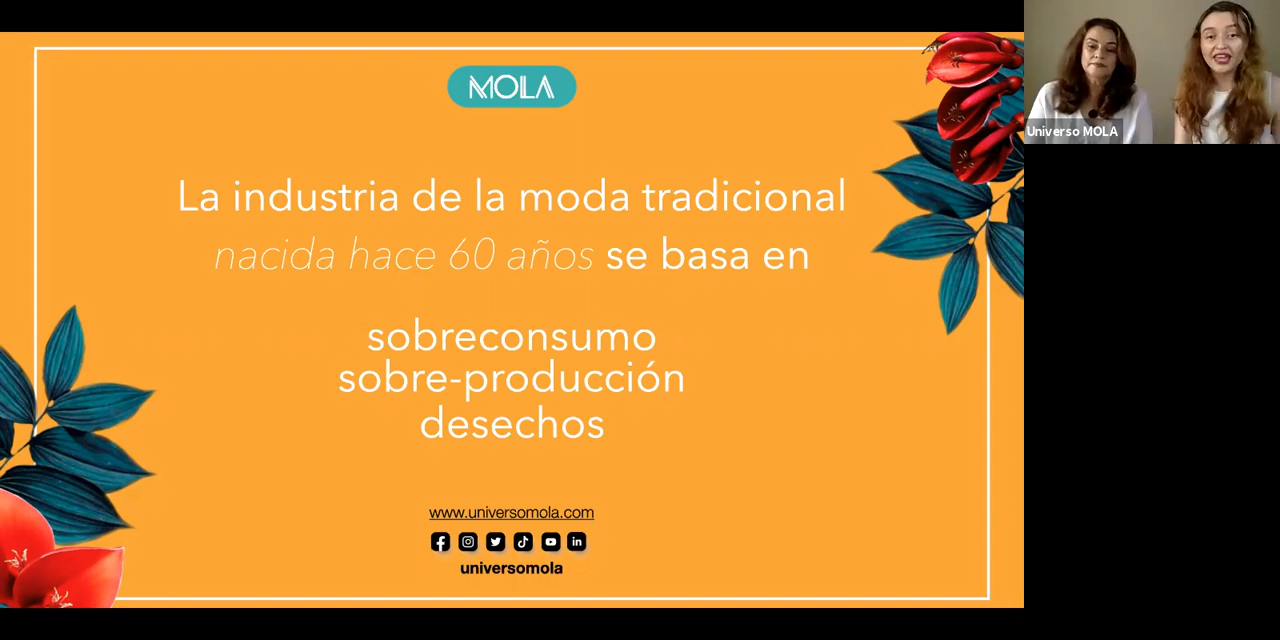 MOLA
La industria de la moda tradicional
nacida hace 60 años se basa en
sobreconsumo
sobre-producción
desechos
www.universomola.com
universomola
Universo MOLA